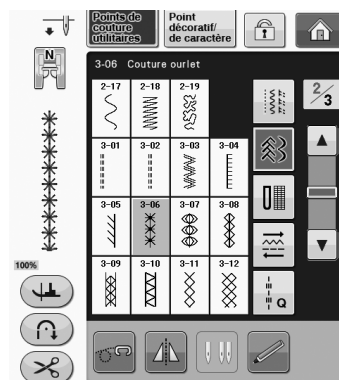 Points de
couture
utilitaires
Point
décoratif/
de caractère
N
3-06 Couture ourlet
2-17 2-18 2-19
2/3
3-01 3-02 3-03 3-04
3-05 3-06 3-07 3-08
100%
3-09 3-10 3-11 3-12
Q